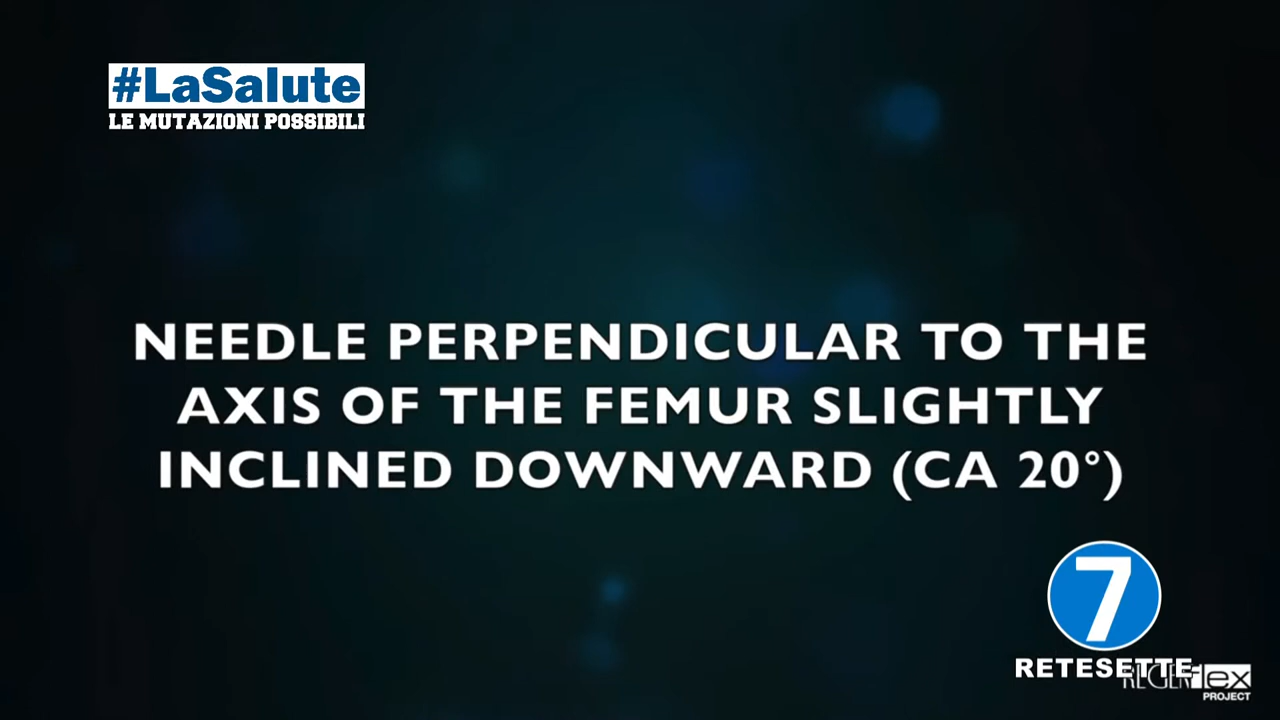 #LaSalute
LE MUTAZIONI POSSIBILI
NEEDLE PERPENDICULAR TO THE
AXIS OF THE FEMUR SLIGHTLY
INCLINED DOWNWARD (CA 20°)
7
RETESETTE
flex
PROJECT